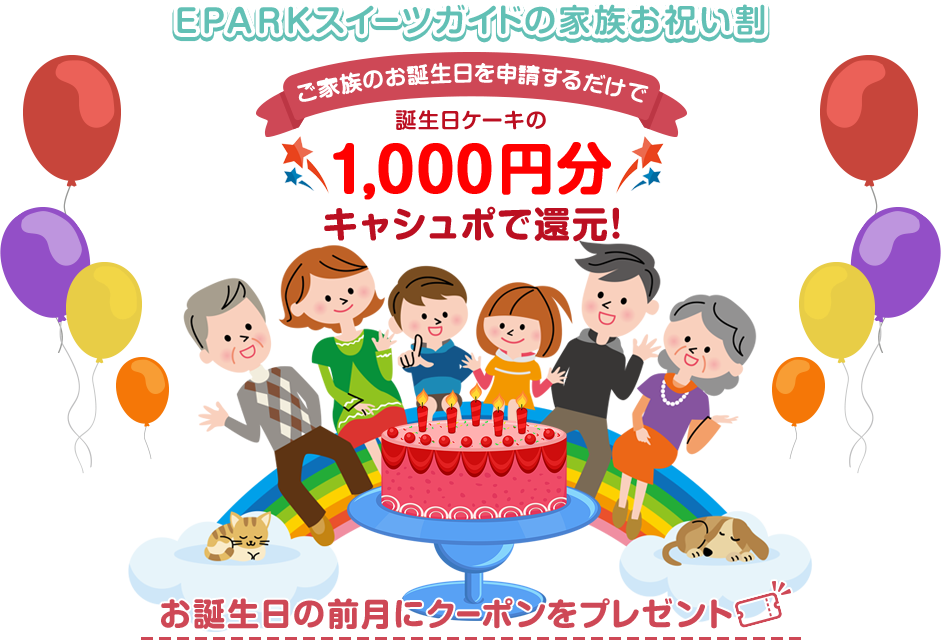 EPARKスイーツガイドの家族お祝い割
ご家族のお誕生日を申請するだけで
誕生日ケーキの
1,000円分
キャシュポで還元!
お誕生日の前月にクーポンをプレゼント